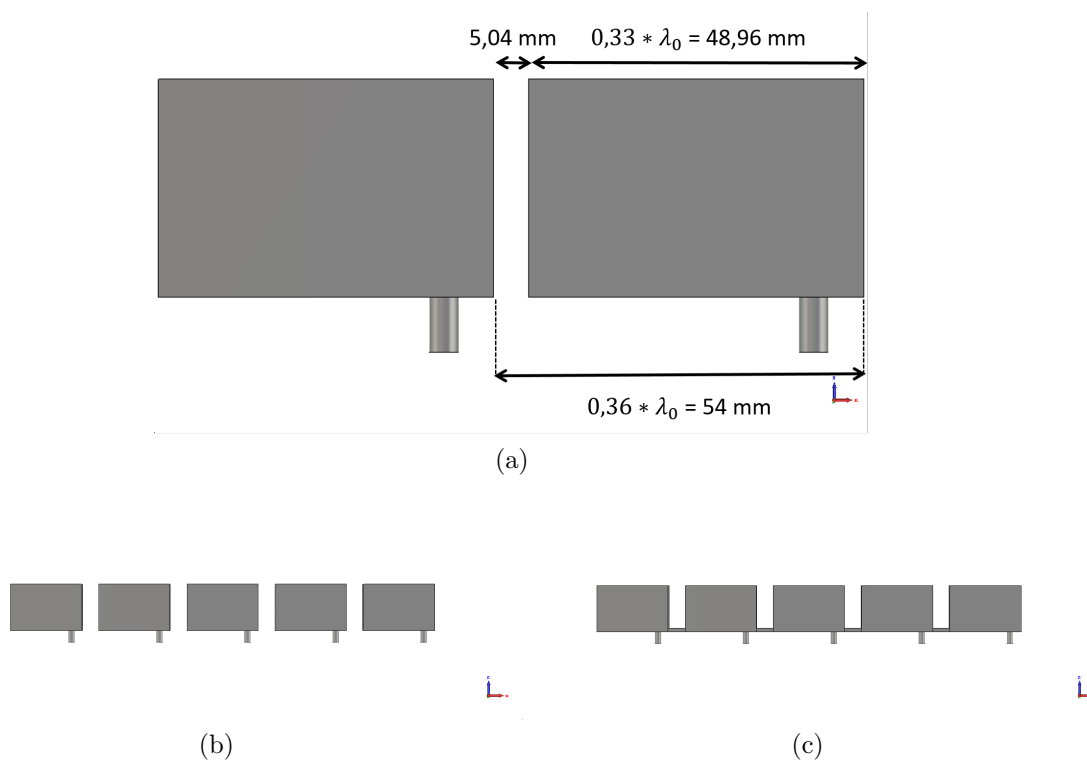 5,04 mm 0,33 * λ₀ = 48,96 mm
0,36 * λ₀ = 54 mm
(a)
(b) (c)